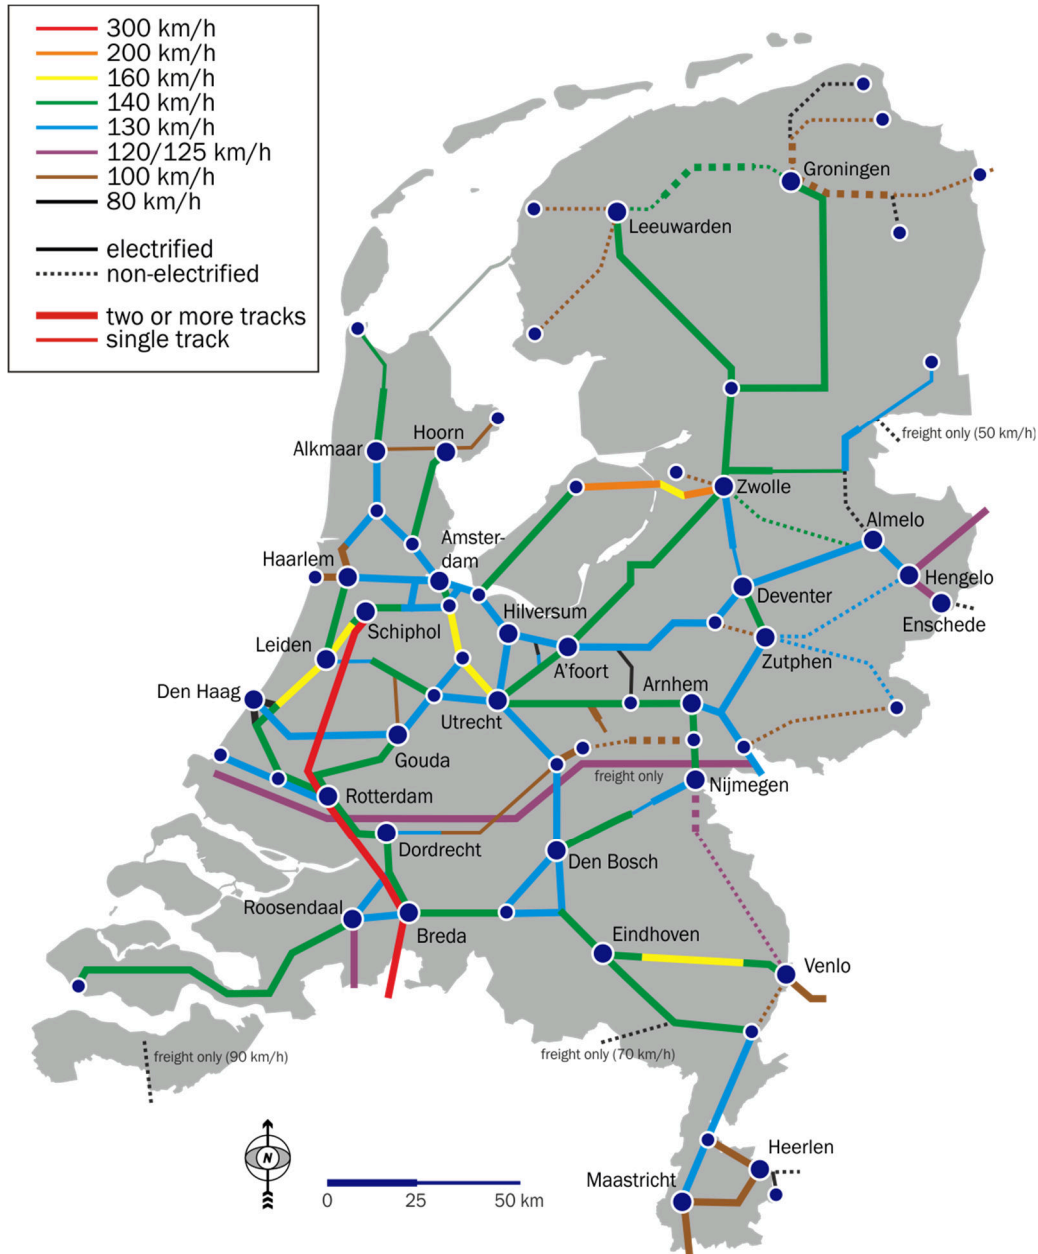 300 km/h
200 km/h
160 km/h
140 km/h
130 km/h
120/125 km/h
100 km/h
80 km/h
electrified
non-electrified
two or more tracks
single track
Groningen
Leeuwarden
freight only (50 km/h)
Hoorn
Alkmaar
Zwolle
Almelo
Amster-
dam
Haarlem
Hengelo
Deventer
Hilversum
Enschede
Schiphol
Leiden
A'foort
Zutphen
Den Haag
Arnhem
Utrecht
Gouda
freight only
Nijmegen
Rotterdam
Dordrecht
Den Bosch
Roosendaal
Breda
Eindhoven
Venlo
freight only (90 km/h)
freight only (70 km/h)
N
Heerlen
Maastricht
0 25 50 km